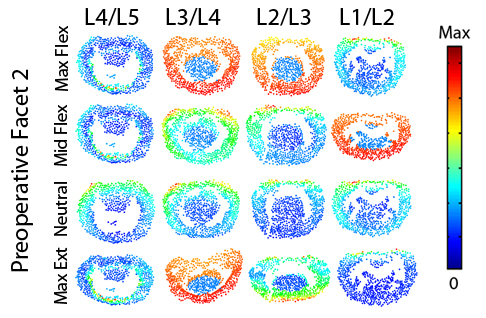 L4/L5 L3/L4 L2/L3 L1/L2
Max
Preoperative Facet 2
Max Flex
Mid Flex
Neutral
Max Ext
0